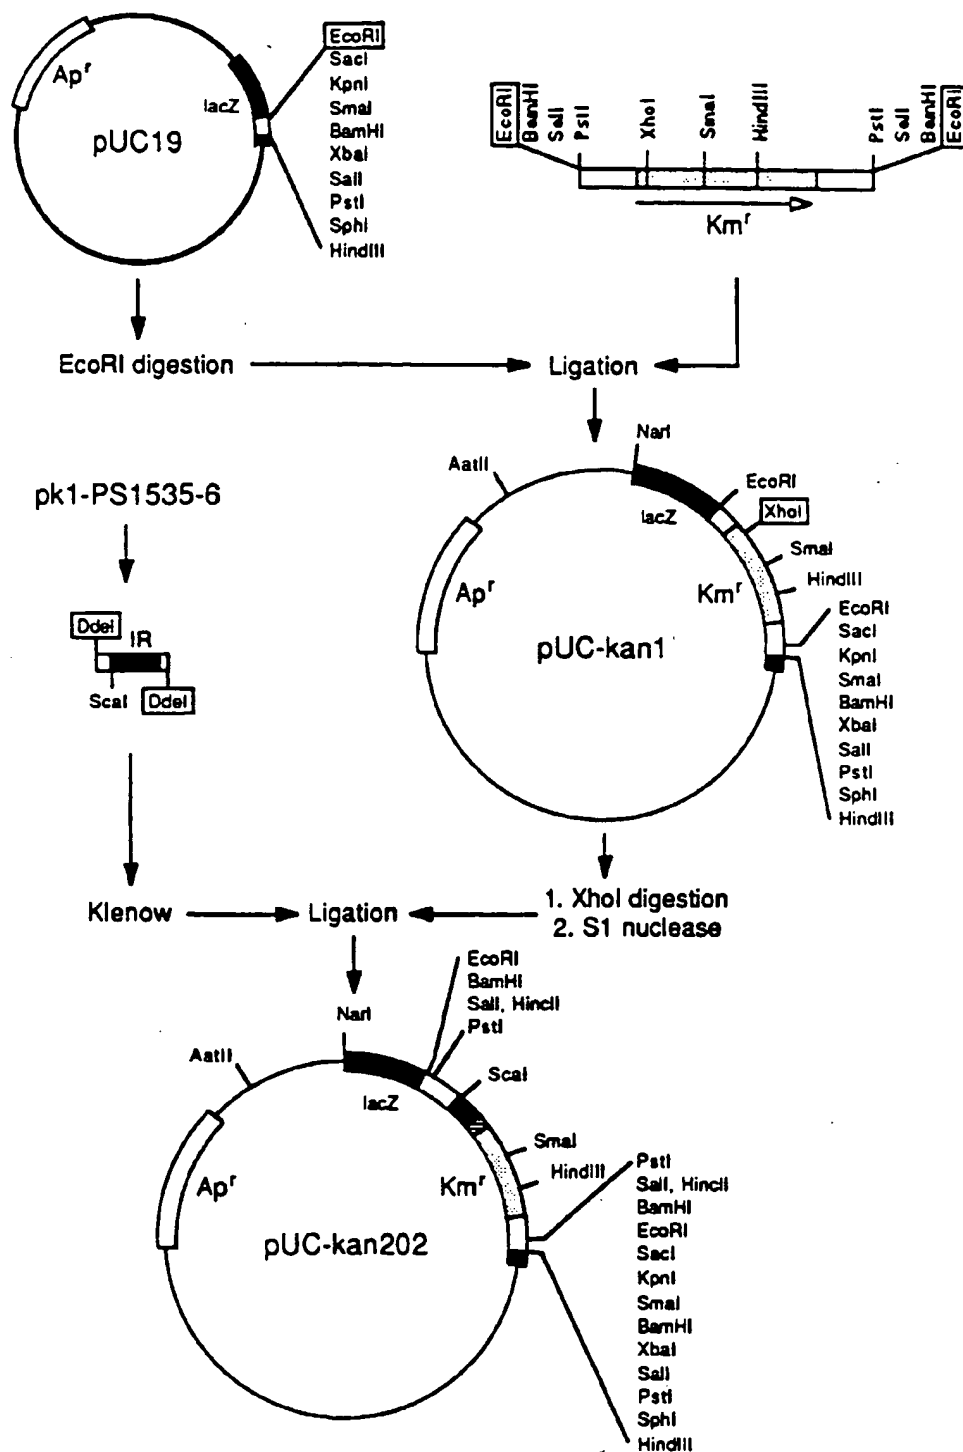 EcoRI
SacI
KpnI
SmaI
BamHI
XbaI
SalI
PstI
SphI
HindIII
Ap^r
lacZ
pUC19
EcoRI
BamHI
SalI
PstI
XhoI
SmaI
HindIII
PstI
SalI
BamHI
EcoRI
Km^r
EcoRI digestion
Ligation
pk1-PS1535-6
DdeI
IR
ScaI
DdeI
NarI
AatII
EcoRI
lacZ
XhoI
SmaI
HindIII
Ap^r
Km^r
pUC-kan1
EcoRI
SacI
KpnI
SmaI
BamHI
XbaI
SalI
PstI
SphI
HindIII
Klenow
Ligation
1. XhoI digestion
2. S1 nuclease
EcoRI
BamHI
SalI, HincII
PstI
NarI
AatII
ScaI
lacZ
SmaI
HindIII
Ap^r
Km^r
pUC-kan202
PstI
SalI, HincII
BamHI
EcoRI
SacI
KpnI
SmaI
BamHI
XbaI
SalI
PstI
SphI
HindIII